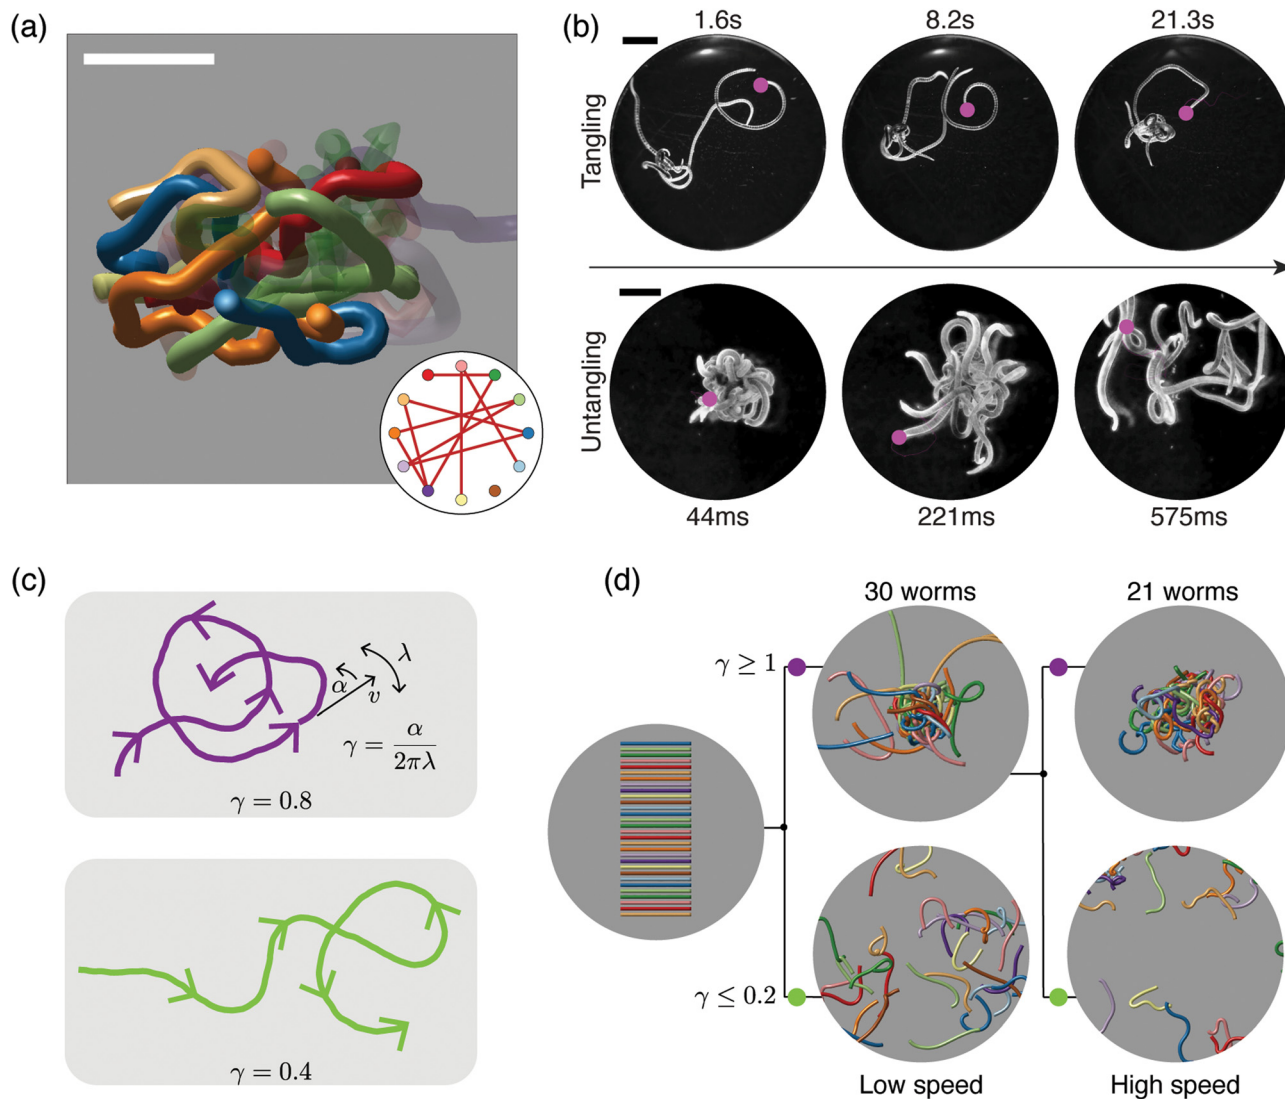 (a)
(b)
1.6s
8.2s
21.3s
Tangling
Untangling
44ms
221ms
575ms
(c)
λ
α
v
γ = α / 2πλ
γ = 0.8
γ = 0.4
(d)
30 worms
21 worms
γ ≥ 1
γ ≤ 0.2
Low speed
High speed